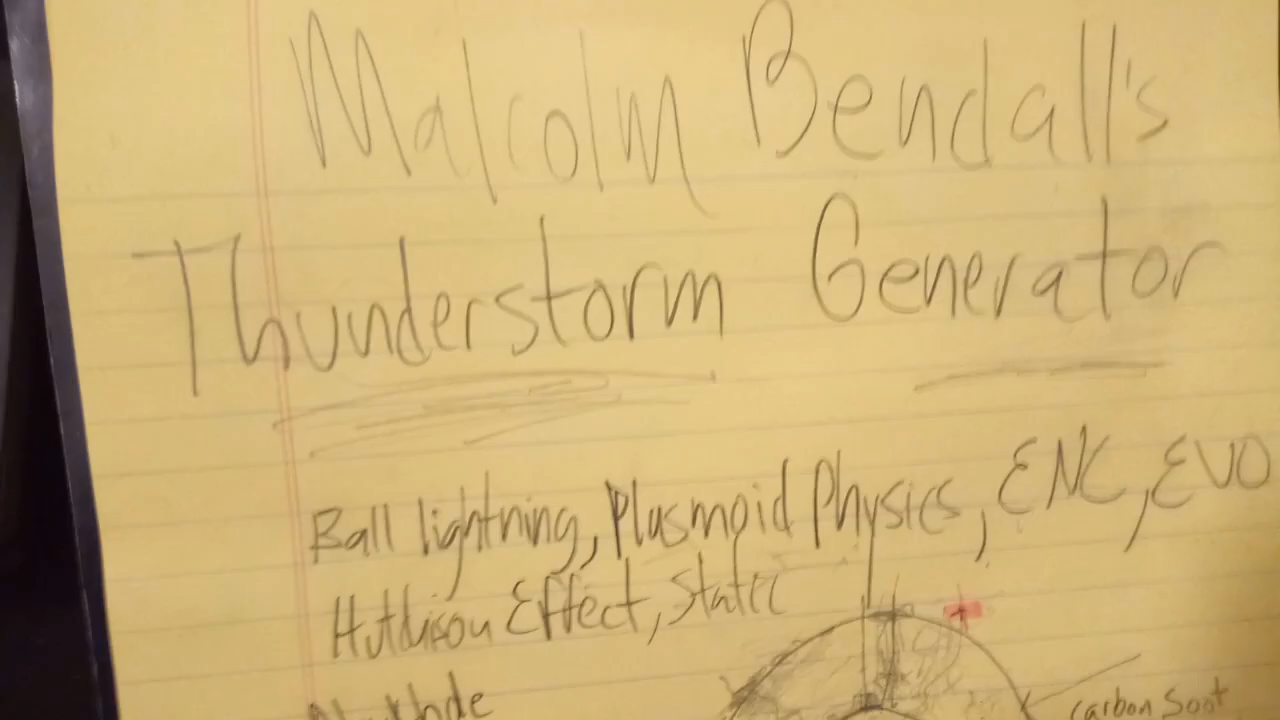 Malcolm Bendall's
Thunderstorm Generator
Ball lightning, Plasmoid Physics, ENC, EVO
Hutchison Effect, Static
+
carbon soot